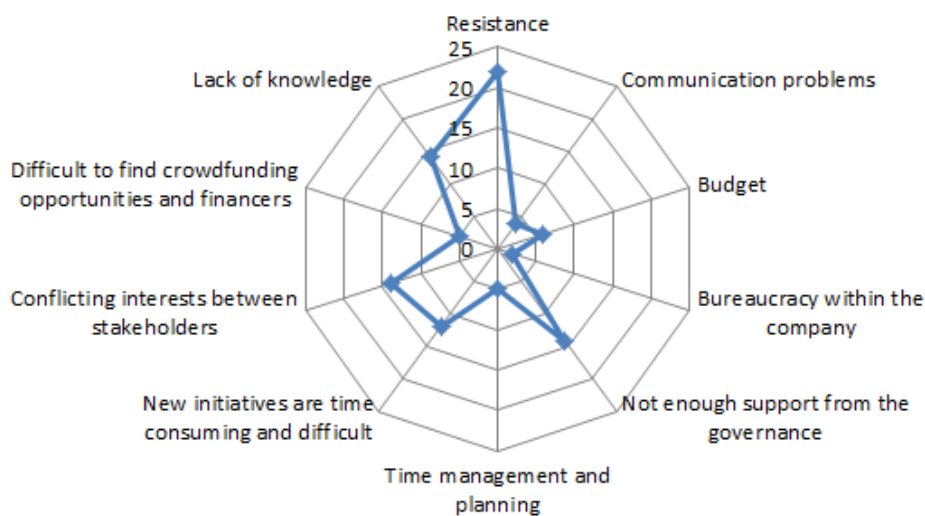 Resistance
25
Lack of knowledge
Communication problems
20
15
Difficult to find crowdfunding
opportunities and financers
10
Budget
5
0
Conflicting interests between
stakeholders
Bureaucracy within the
company
New initiatives are time
consuming and difficult
Not enough support from the
governance
Time management and
planning